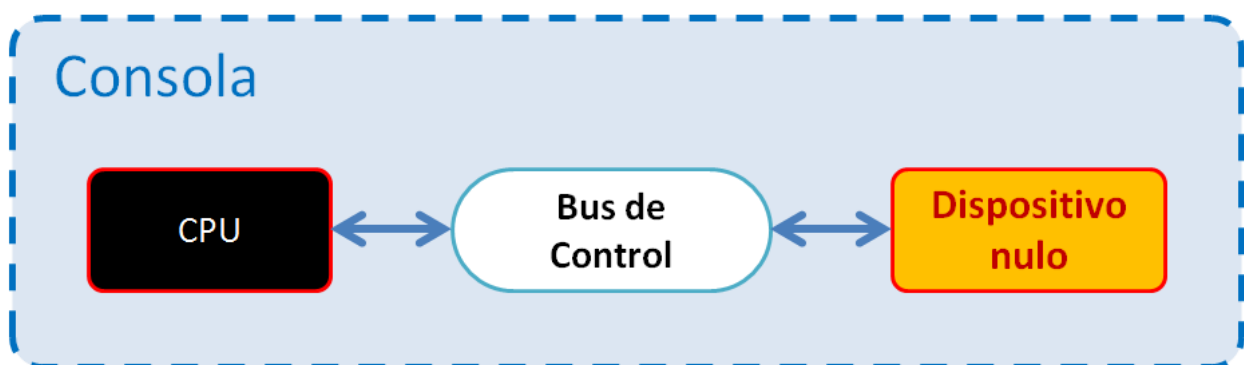 Consola
CPU
Bus de
Control
Dispositivo
nulo